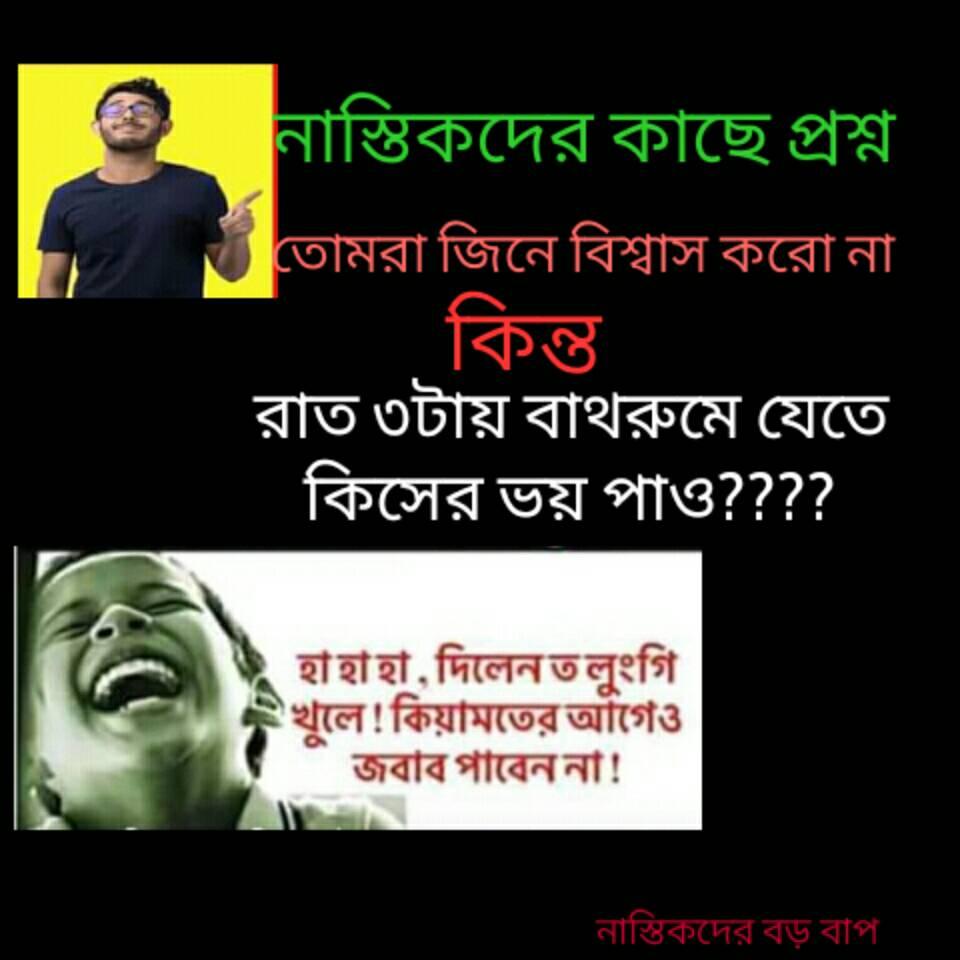 নাস্তিকদের কাছে প্রশ্ন
তোমরা জিনে বিশ্বাস করো না
কিন্ত
রাত ৩টায় বাথরুমে যেতে
কিসের ভয় পাও????
হা হা হা , দিলেন ত লুংগি
খুলে ! কিয়ামতের আগেও
জবাব পাবেন না !
নাস্তিকদের বড় বাপ